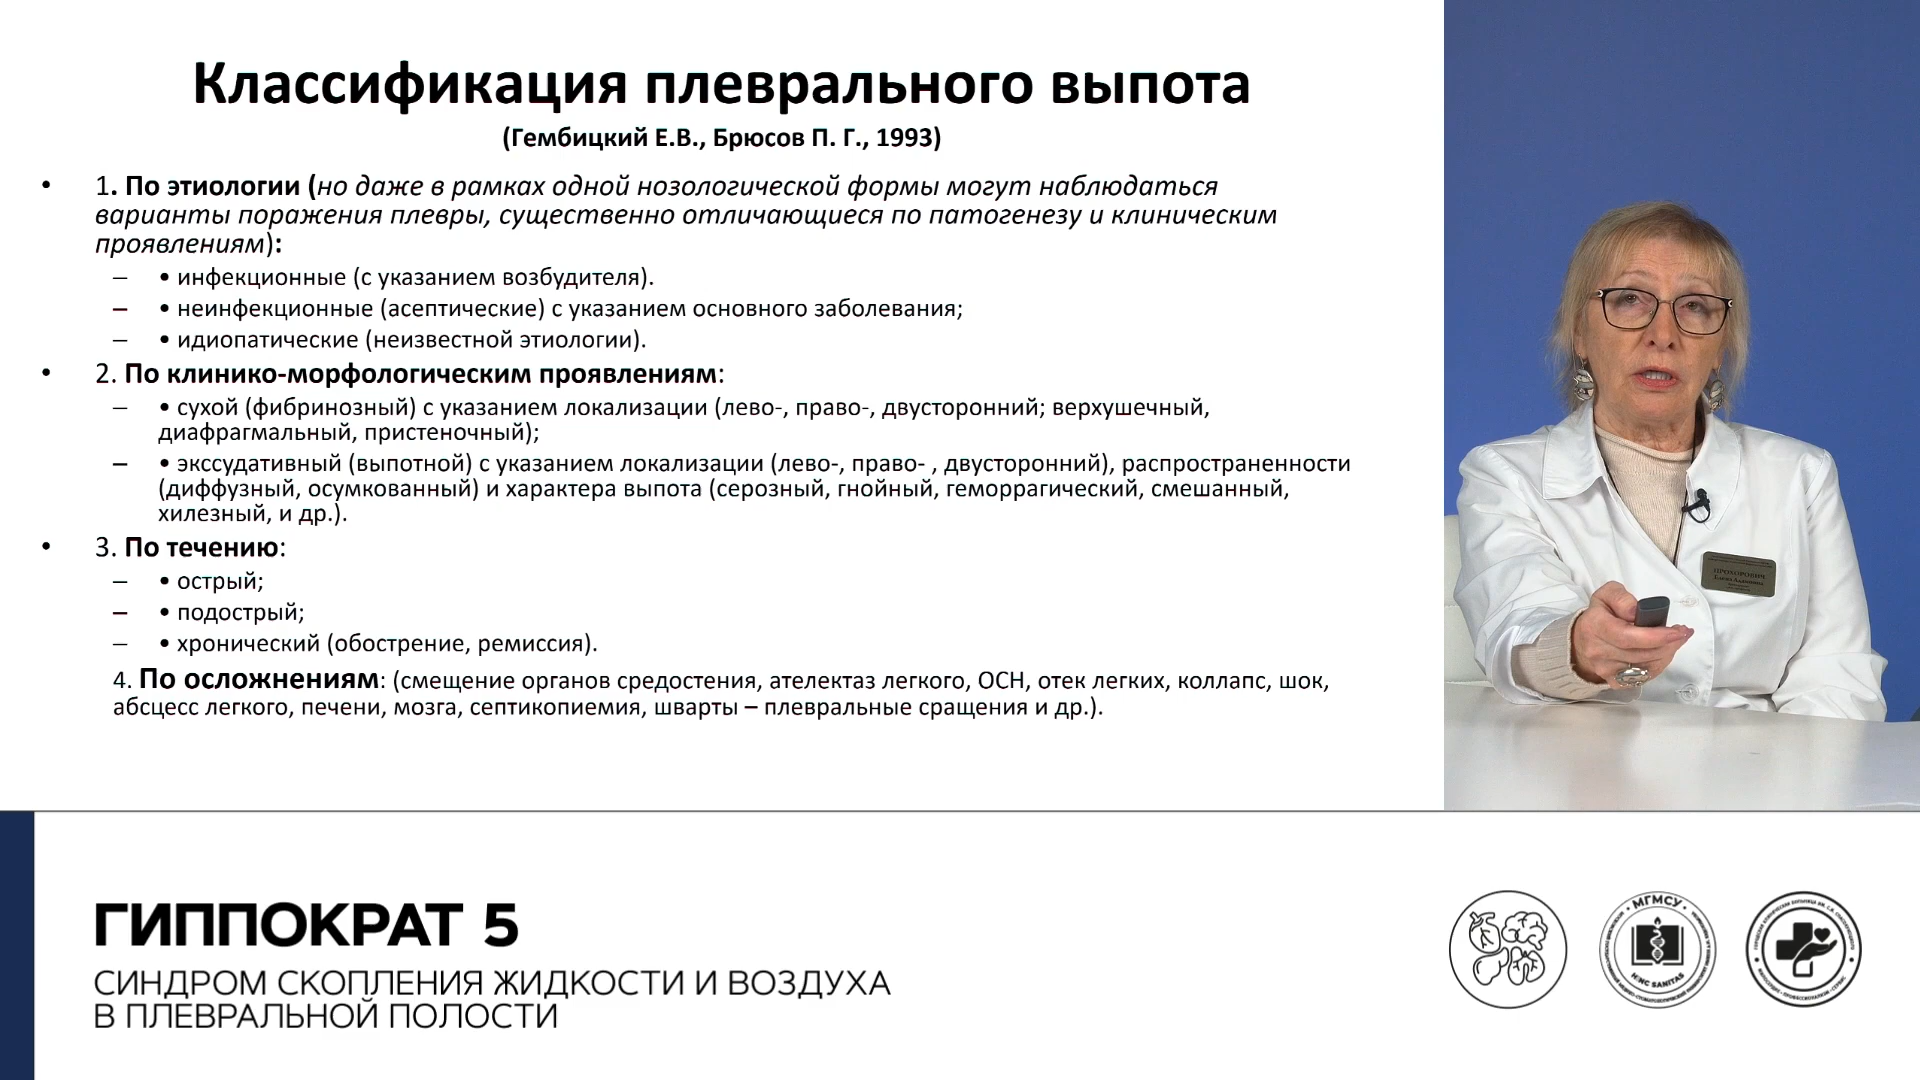 Классификация плеврального выпота
(Гембицкий Е.В., Брюсов П. Г., 1993)
• 1. По этиологии (но даже в рамках одной нозологической формы могут наблюдаться
варианты поражения плевры, существенно отличающиеся по патогенезу и клиническим
проявлениям):
– • инфекционные (с указанием возбудителя).
– • неинфекционные (асептические) с указанием основного заболевания;
– • идиопатические (неизвестной этиологии).
• 2. По клинико-морфологическим проявлениям:
– • сухой (фибринозный) с указанием локализации (лево-, право-, двусторонний; верхушечный,
диафрагмальный, пристеночный);
– • экссудативный (выпотной) с указанием локализации (лево-, право- , двусторонний), распространенности
(диффузный, осумкованный) и характера выпота (серозный, гнойный, геморрагический, смешанный,
хилезный, и др.).
• 3. По течению:
– • острый;
– • подострый;
– • хронический (обострение, ремиссия).
4. По осложнениям: (смещение органов средостения, ателектаз легкого, ОСН, отек легких, коллапс, шок,
абсцесс легкого, печени, мозга, септикопиемия, шварты – плевральные сращения и др.).
ПРОХОРОВИЧ
ГИППОКРАТ 5
СИНДРОМ СКОПЛЕНИЯ ЖИДКОСТИ И ВОЗДУХА
В ПЛЕВРАЛЬНОЙ ПОЛОСТИ
МГМСУ